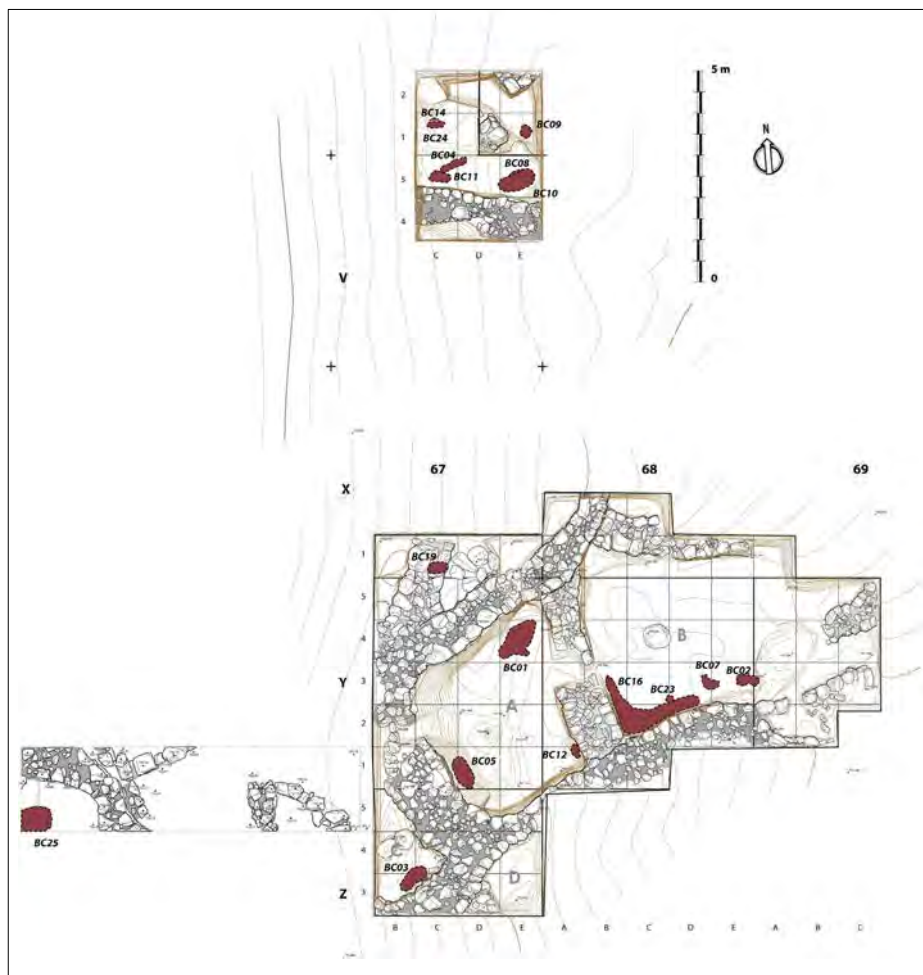 5 m
N
2
BC14
BC09
1
BC24
BC04
BC08
BC11
5
BC10
4
C D E
0
V
67 68 69
X
1
BC19
5
B
4
BC01
3
BC07 BC02
BC16
Y
BC23
A
2
BC12
1
BC05
5
BC25
4
C
BC03
D
Z
3
B C D E A B C D E A B